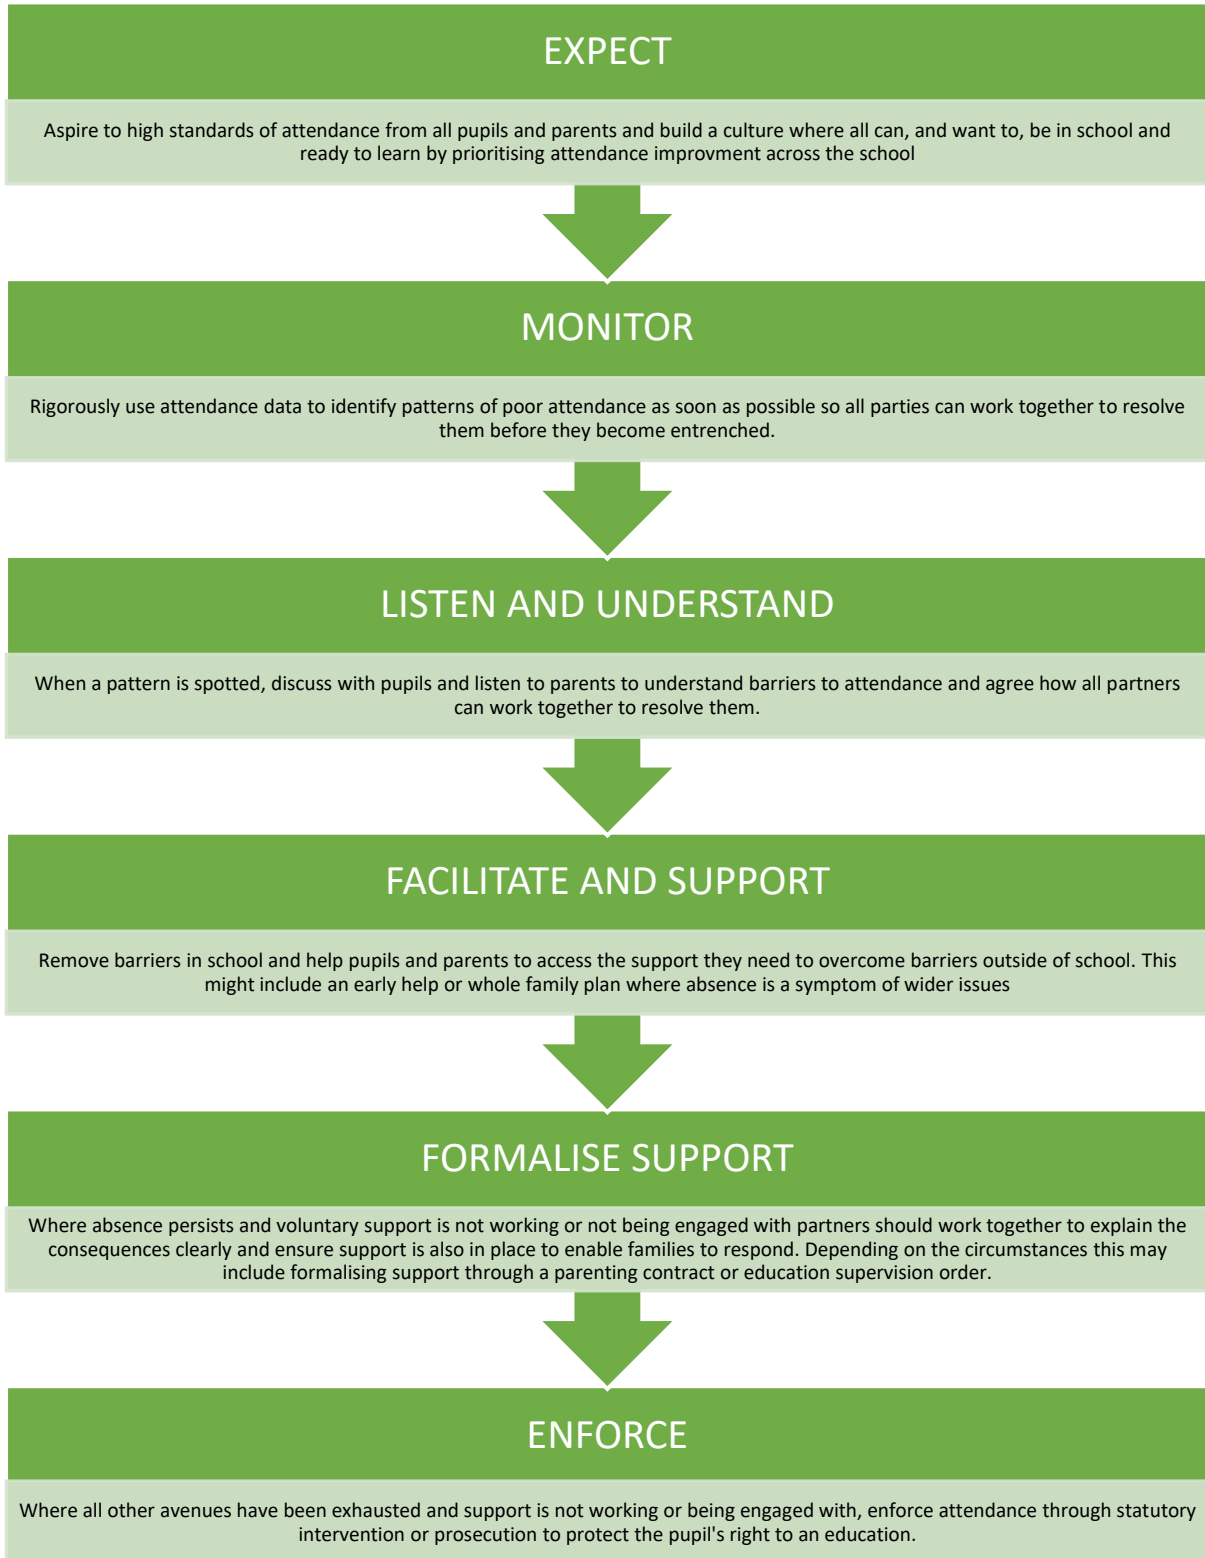 EXPECT
Aspire to high standards of attendance from all pupils and parents and build a culture where all can, and want to, be in school and
ready to learn by prioritising attendance improvment across the school
MONITOR
Rigorously use attendance data to identify patterns of poor attendance as soon as possible so all parties can work together to resolve
them before they become entrenched.
LISTEN AND UNDERSTAND
When a pattern is spotted, discuss with pupils and listen to parents to understand barriers to attendance and agree how all partners
can work together to resolve them.
FACILITATE AND SUPPORT
Remove barriers in school and help pupils and parents to access the support they need to overcome barriers outside of school. This
might include an early help or whole family plan where absence is a symptom of wider issues
FORMALISE SUPPORT
Where absence persists and voluntary support is not working or not being engaged with partners should work together to explain the
consequences clearly and ensure support is also in place to enable families to respond. Depending on the circumstances this may
include formalising support through a parenting contract or education supervision order.
ENFORCE
Where all other avenues have been exhausted and support is not working or being engaged with, enforce attendance through statutory
intervention or prosecution to protect the pupil's right to an education.